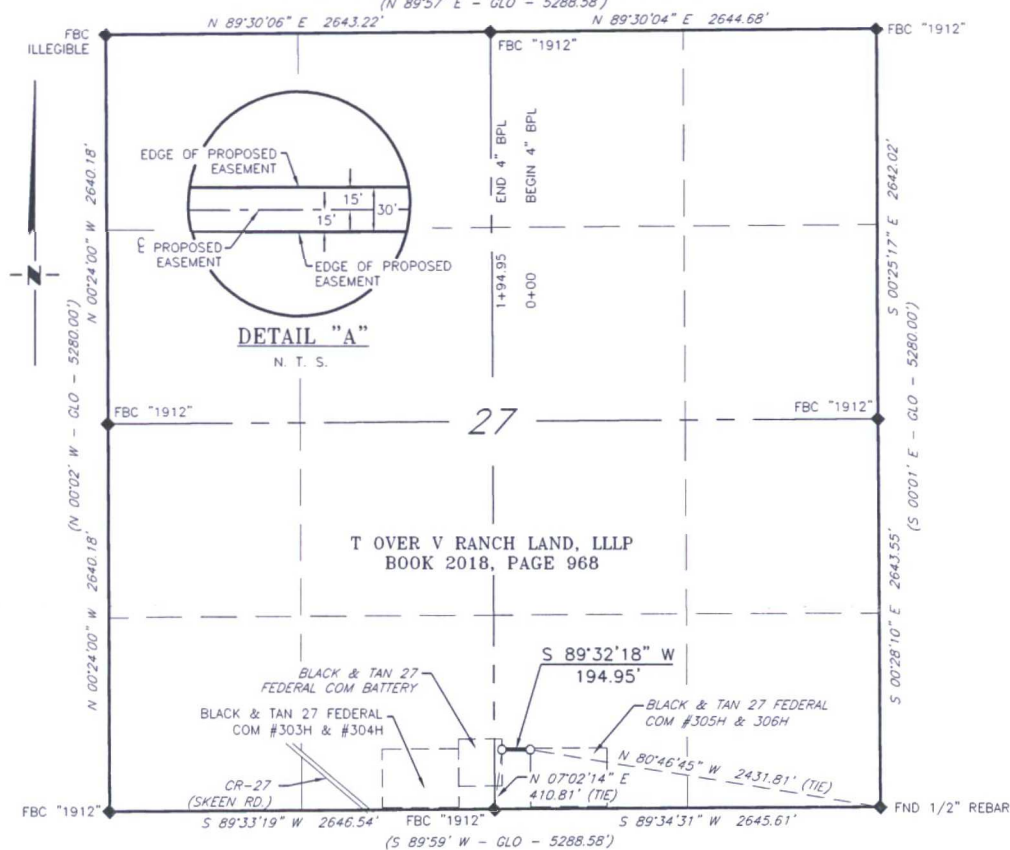 (N 89°57' E - GLO - 5288.58')
N 89°30'06" E 2643.22'
N 89°30'04" E 2644.68'
FBC
ILLEGIBLE
FBC "1912"
FBC "1912"
EDGE OF PROPOSED
EASEMENT
15'
15'
30'
℄ PROPOSED
EASEMENT
EDGE OF PROPOSED
EASEMENT
DETAIL "A"
N. T. S.
END 4" BPL
BEGIN 4" BPL
1+94.95
0+00
N 00°24'00" W 2640.18'
N
(N 00°02' W - GLO - 5280.00')
S 00°25'17" E 2642.02'
(S 00°01' E - GLO - 5280.00')
FBC "1912"
27
FBC "1912"
T OVER V RANCH LAND, LLLP
BOOK 2018, PAGE 968
N 00°24'00" W 2640.18'
S 00°28'10" E 2643.55'
S 89°32'18" W
194.95'
BLACK & TAN 27
FEDERAL COM BATTERY
BLACK & TAN 27 FEDERAL
COM #303H & #304H
BLACK & TAN 27 FEDERAL
COM #305H & 306H
N 80°46'45" W 2431.81' (TIE)
CR-27
(SKEEN RD.)
N 07°02'14" E
410.81' (TIE)
FBC "1912"
FBC "1912"
FND 1/2" REBAR
S 89°33'19" W 2646.54'
S 89°34'31" W 2645.61'
(S 89°59' W - GLO - 5288.58')